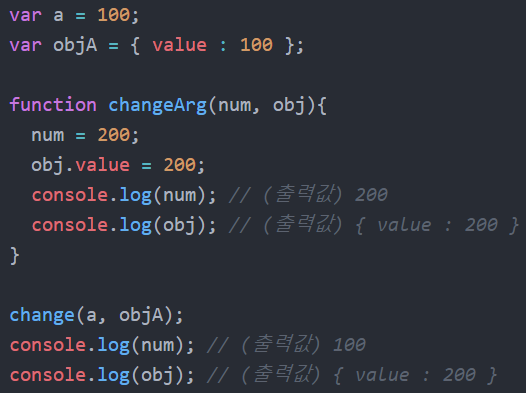 var a = 100;
var objA = { value : 100 };
function changeArg(num, obj){
num = 200;
obj.value = 200;
console.log(num); // (출력값) 200
console.log(obj); // (출력값) { value : 200 }
}
change(a, objA);
console.log(num); // (출력값) 100
console.log(obj); // (출력값) { value : 200 }